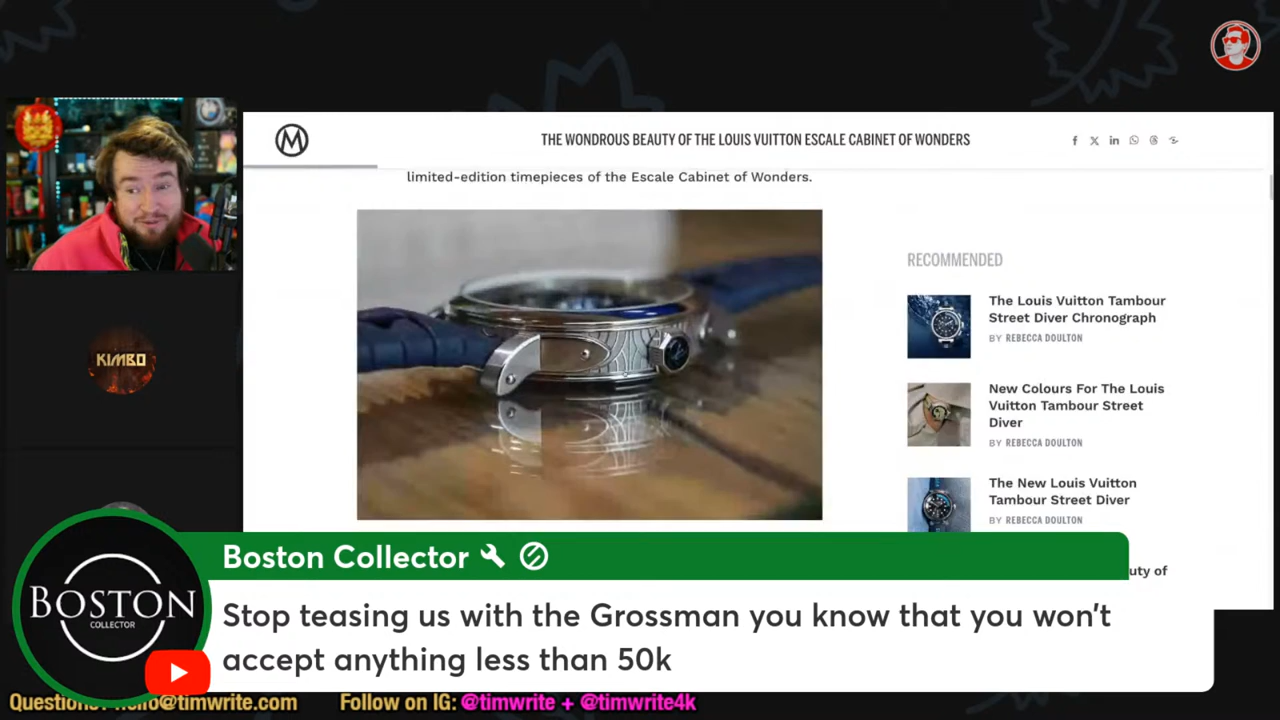 THE WONDROUS BEAUTY OF THE LOUIS VUITTON ESCALE CABINET OF WONDERS
limited-edition timepieces of the Escale Cabinet of Wonders.
RECOMMENDED
The Louis Vuitton Tambour
Street Diver Chronograph
BY REBECCA DOULTON
New Colours For The Louis
Vuitton Tambour Street
Diver
BY REBECCA DOULTON
The New Louis Vuitton
Tambour Street Diver
BY REBECCA DOULTON
uty of
KIMBO
BOSTON
COLLECTOR
Boston Collector
Stop teasing us with the Grossman you know that you won't
accept anything less than 50k
@timwrite.com
Follow on IG: @timwrite + @timwrite4k